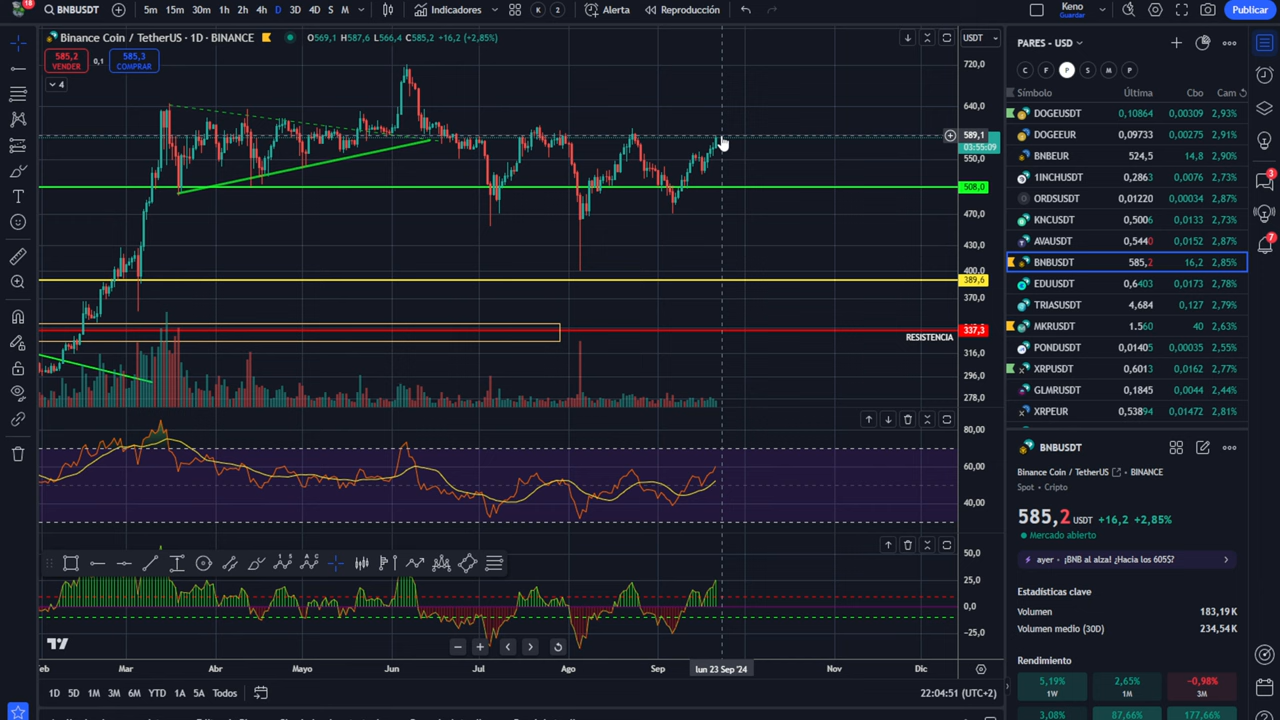 18 BNBUSDT 5m 15m 30m 1h 2h 4h D 3D 4D S M Indicadores K 2 Alerta Reproducción Keno Guardar Publicar
Binance Coin / TetherUS · 1D · BINANCE O569,1 H587,6 L566,4 C585,2 +16,2 (+2,85%)
585,2 VENDER 0,1 585,3 COMPRAR
4
USDT
720,0
640,0
589,1
03:55:09
550,0
508,0
470,0
430,0
400,0
389,6
370,0
337,3
RESISTENCIA
316,0
296,0
278,0
80,00
60,00
40,00
50,0
25,0
0,0
−25,0
eb Mar Abr Mayo Jun Jul Ago Sep lun 23 Sep '24 Nov Dic
1D 5D 1M 3M 6M YTD 1A 5A Todos
22:04:51 (UTC+2)
PARES - USD
C F P S M P
Símbolo Última Cbo Cam
DOGEUSDT 0,10864 0,00309 2,93%
DOGEEUR 0,09733 0,00275 2,91%
BNBEUR 524,5 14,8 2,90%
1INCHUSDT 0,2863 0,0076 2,73%
ORDSUSDT 0,01220 0,00034 2,87%
KNCUSDT 0,5006 0,0133 2,73%
AVAUSDT 0,5440 0,0152 2,87%
BNBUSDT 585,2 16,2 2,85%
EDUUSDT 0,6403 0,0173 2,78%
TRIASUSDT 4,684 0,127 2,79%
MKRUSDT 1.560 40 2,63%
PONDUSDT 0,01405 0,00035 2,55%
XRPUSDT 0,6013 0,0162 2,77%
GLMRUSDT 0,1845 0,0044 2,44%
XRPEUR 0,53894 0,01472 2,81%
BNBUSDT
Binance Coin / TetherUS • BINANCE
Spot • Cripto
585,2 USDT +16,2 +2,85%
Mercado abierto
ayer • ¡BNB al alza! ¿Hacia los 605$?
Estadísticas clave
Volumen 183,19K
Volumen medio (30D) 234,54K
Rendimiento
5,19% 2,65% −0,98%
1W 1M 3M
3,08% 87,66% 177,66%
3
7